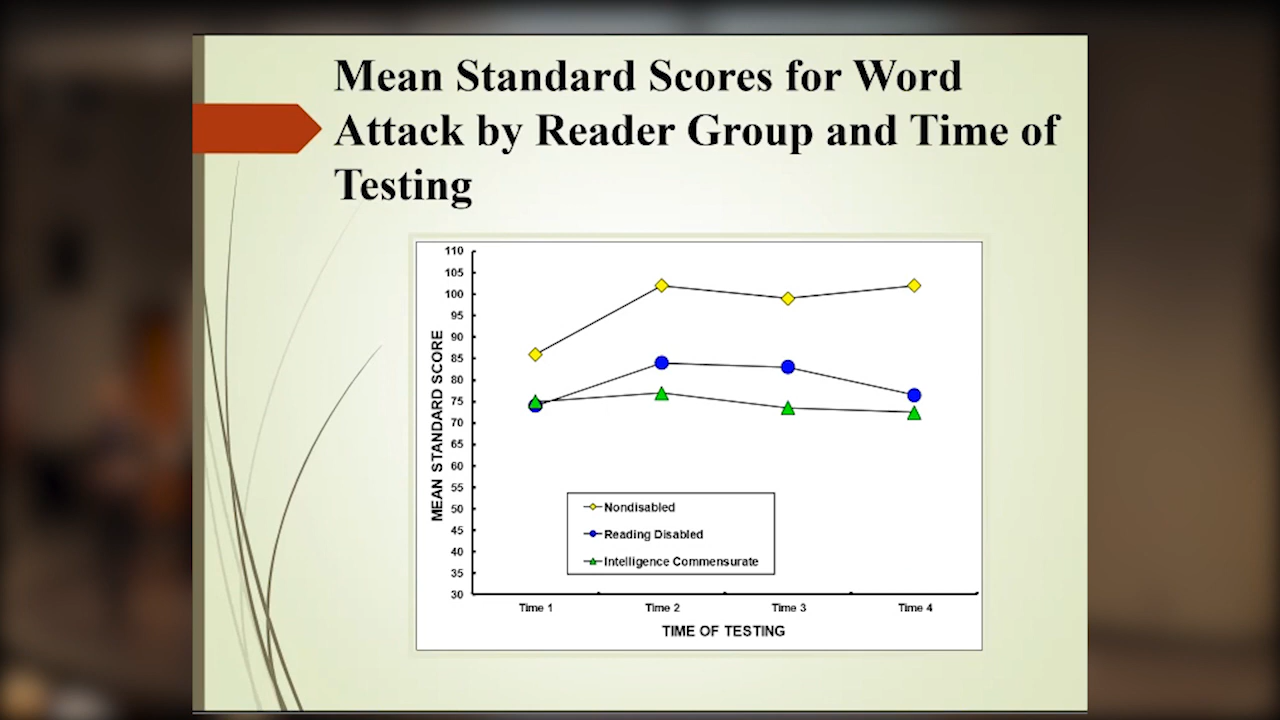 Mean Standard Scores for Word
Attack by Reader Group and Time of
Testing
110
105
100
95
90
85
80
75
70
65
60
55
50
45
40
35
30
MEAN STANDARD SCORE
Nondisabled
Reading Disabled
Intelligence Commensurate
Time 1 Time 2 Time 3 Time 4
TIME OF TESTING